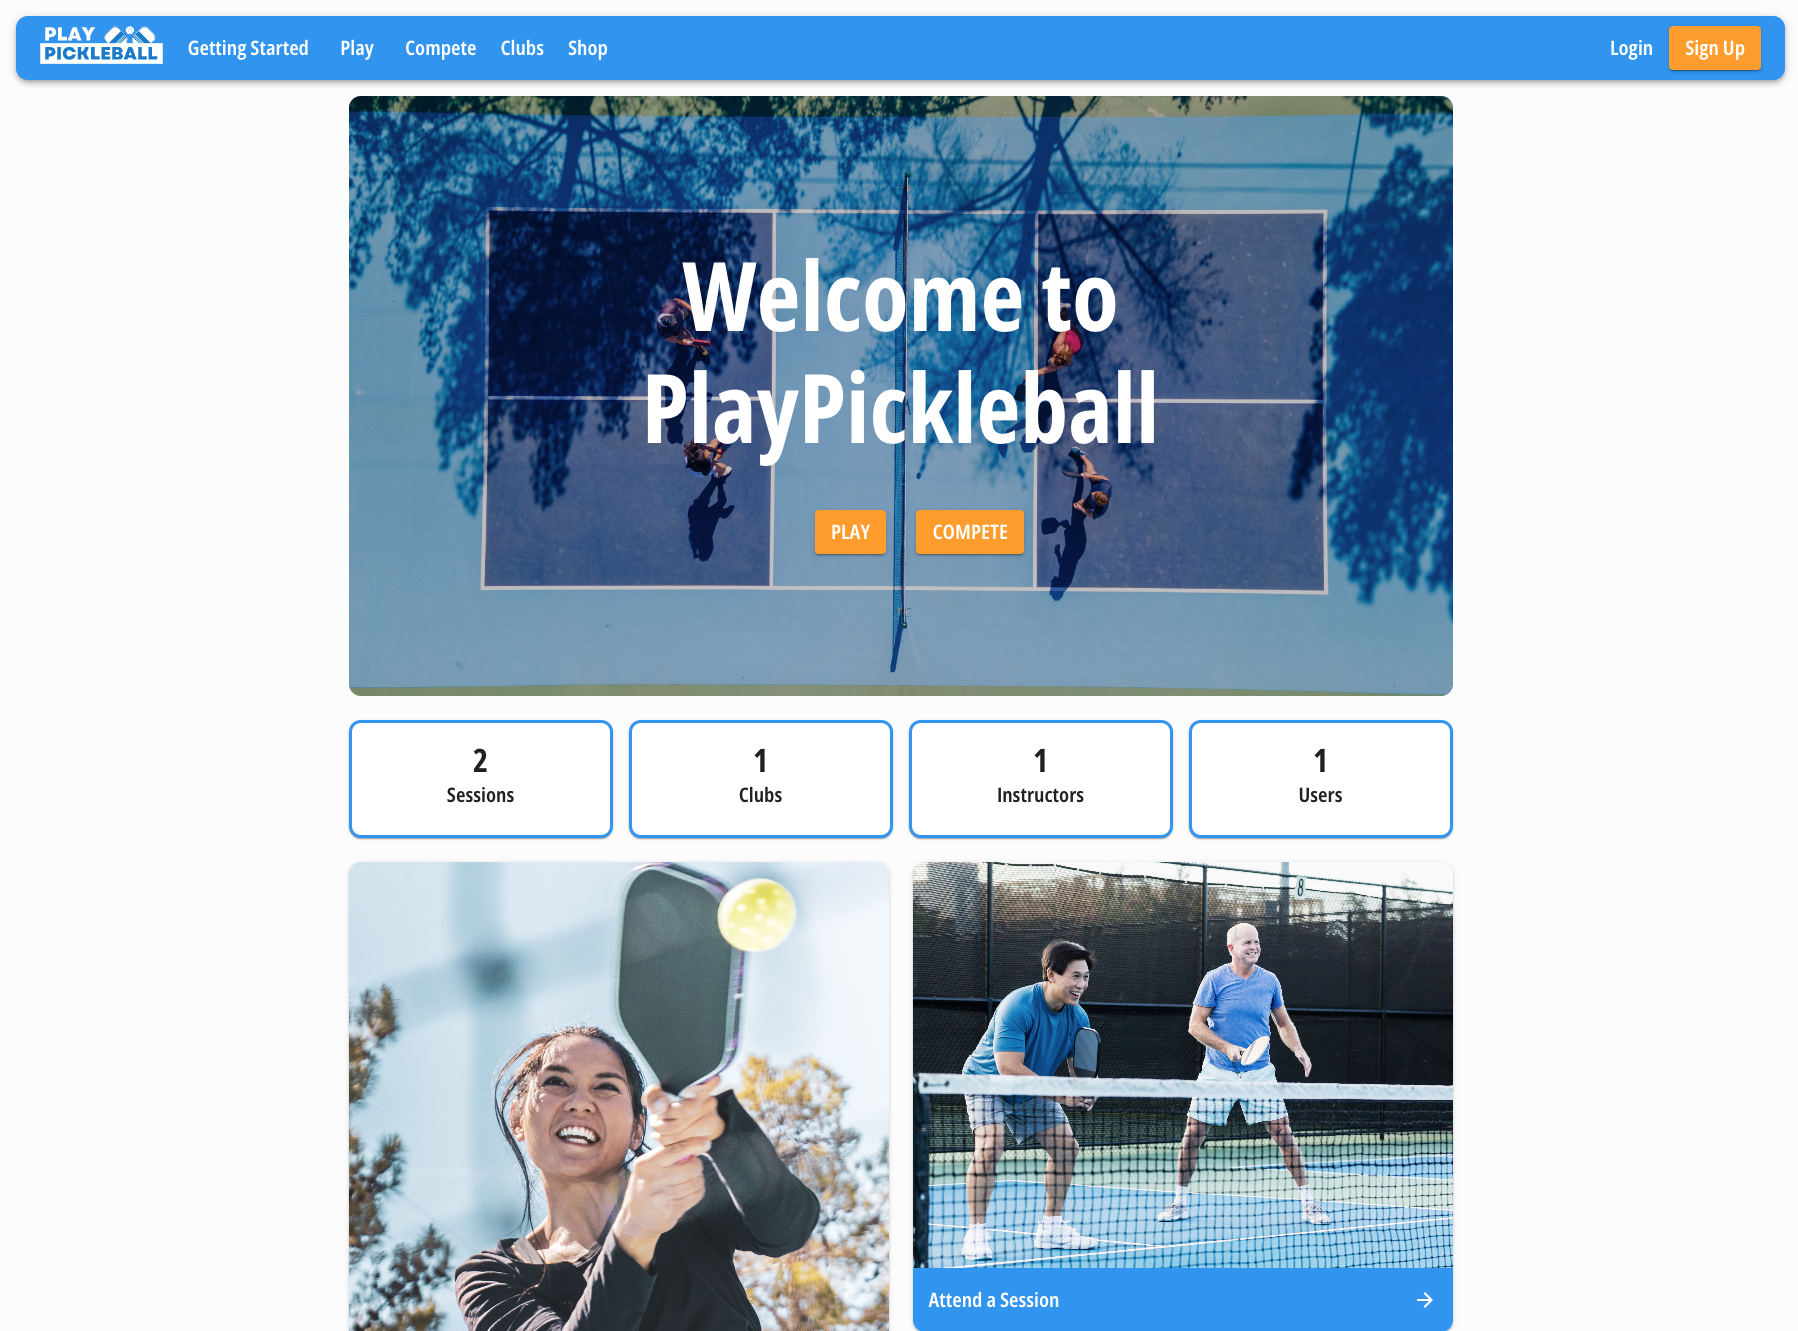 PLAY
PICKLEBALL
Getting Started
Play
Compete
Clubs
Shop
Login
Sign Up
Welcome to
PlayPickleball
PLAY
COMPETE
2
Sessions
1
Clubs
1
Instructors
1
Users
8
Attend a Session